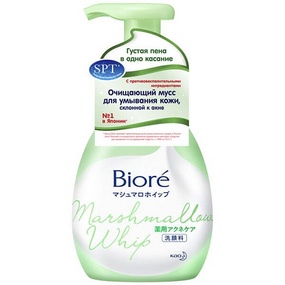 Густая пена
в одно касание
SPT
С противовоспалительными
ингредиентами
Очищающий мусс
для умывания кожи,
склонной к акне
№1
в Японии*
Bioré
マシュマロホイップ
Marshmallow
Whip
薬用アクネケア
洗顔料
Kao